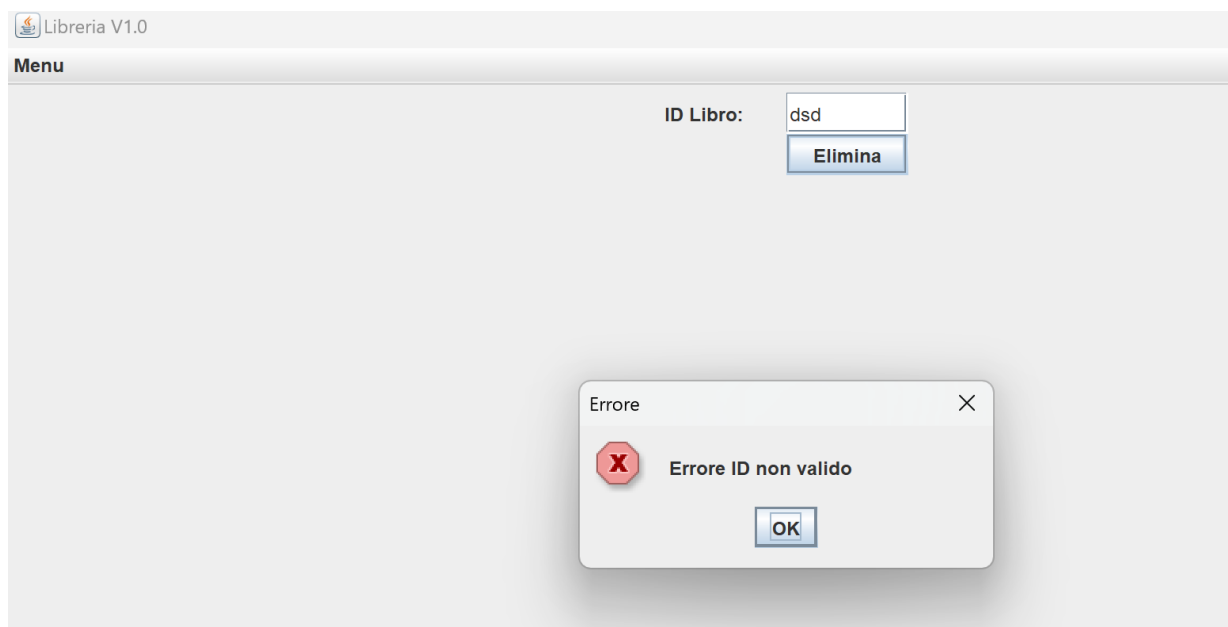 Libreria V1.0
Menu
ID Libro: dsd
Elimina
Errore
Errore ID non valido
OK